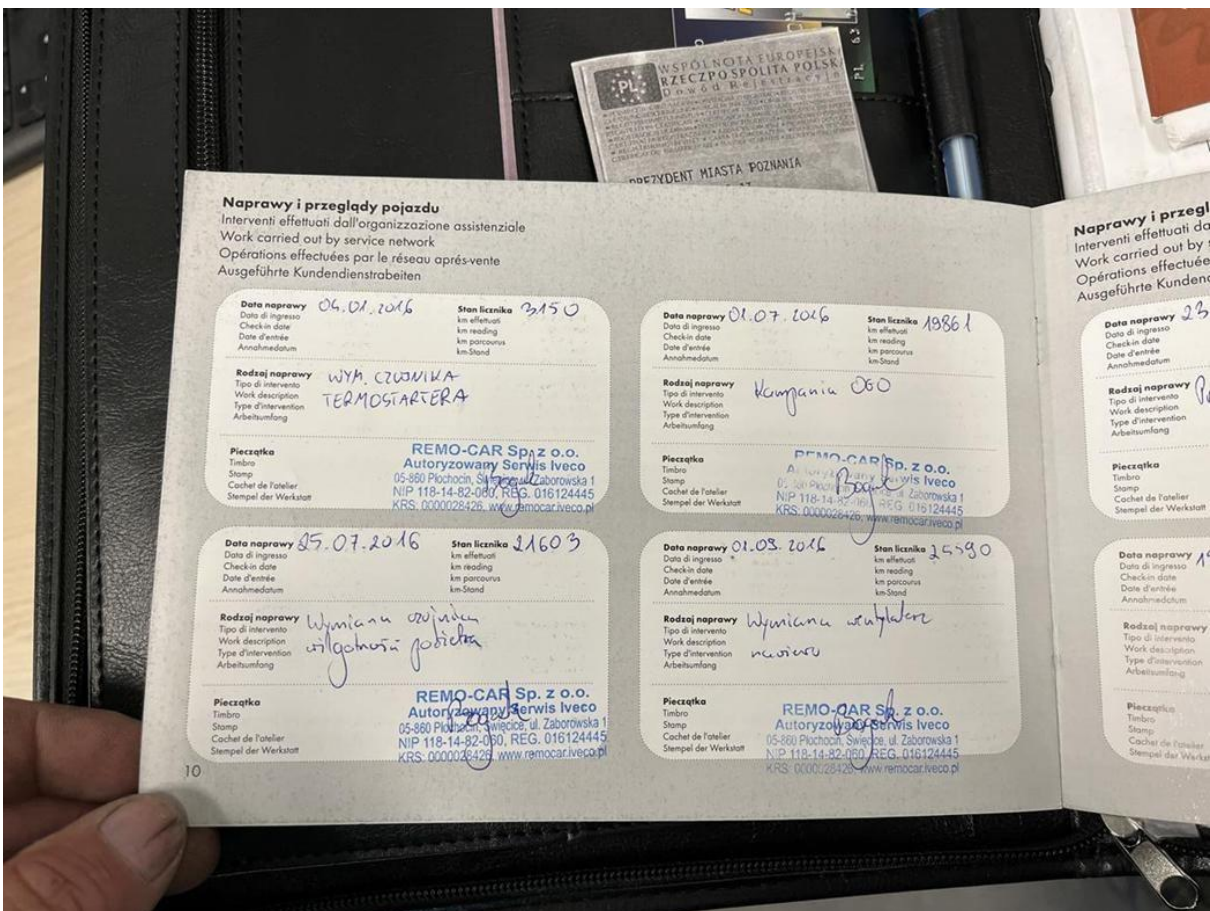 WSPÓLNOTA EUROPEJSK
RZECZPOSPOLITA POLSK
PL
Dowód Rejestracyjn
PL 63
PREZYDENT MIASTA POZNANIA
Naprawy i przeglądy pojazdu
Interventi effettuati dall'organizzazione assistenziale
Work carried out by service network
Opérations effectuées par le réseau aprés-vente
Ausgeführte Kundendienstrabeiten
Data naprawy 04.01.2016 Stan licznika 3150
Data di ingresso km effettuati
Check-in date km reading
Date d'entrée km parcourus
Annahmedatum km-Stand
Rodzaj naprawy WYM. CZUJNIKA
Tipo di intervento
Work description TERMOSTARTERA
Type d'intervention
Arbeitsumfang
Pieczątka REMO-CAR Sp. z o.o.
Timbro Autoryzowany Serwis Iveco
Stamp 05-860 Płochocin, Święcice, ul. Zaborowska 1
Cachet de l'atelier NIP 118-14-82-060, REG. 016124445
Stempel der Werkstatt KRS: 0000028426, www.remocar.iveco.pl
Data naprawy 01.07.2016 Stan licznika 19861
Data di ingresso km effettuati
Check-in date km reading
Date d'entrée km parcourus
Annahmedatum km-Stand
Rodzaj naprawy Kampania OGO
Tipo di intervento
Work description
Type d'intervention
Arbeitsumfang
Pieczątka REMO-CAR Sp. z o.o.
Timbro Autoryzowany Serwis Iveco
Stamp ul. Zaborowska 1
Cachet de l'atelier NIP 118-14-82-060, REG. 016124445
Stempel der Werkstatt KRS: 0000028426, www.remocar.iveco.pl
Data naprawy 25.07.2016 Stan licznika 21603
Data di ingresso km effettuati
Check-in date km reading
Date d'entrée km parcourus
Annahmedatum km-Stand
Rodzaj naprawy Wymiana czujnika
Tipo di intervento
Work description wilgotności
Type d'intervention
Arbeitsumfang
Pieczątka REMO-CAR Sp. z o.o.
Timbro Autoryzowany Serwis Iveco
Stamp 05-860 Płochocin, Święcice, ul. Zaborowska 1
Cachet de l'atelier NIP 118-14-82-060, REG. 016124445
Stempel der Werkstatt KRS: 0000028426, www.remocar.iveco.pl
Data naprawy 01.09.2016 Stan licznika 25590
Data di ingresso km effettuati
Check-in date km reading
Date d'entrée km parcourus
Annahmedatum km-Stand
Rodzaj naprawy Wymiana
Tipo di intervento
Work description nawiewu
Type d'intervention
Arbeitsumfang
Pieczątka REMO-CAR Sp. z o.o.
Timbro Autoryzowany Serwis Iveco
Stamp 05-860 Płochocin, Święcice, ul. Zaborowska 1
Cachet de l'atelier NIP 118-14-82-060, REG. 016124445
Stempel der Werkstatt KRS: 0000028426, www.remocar.iveco.pl
10
Naprawy i przegl
Interventi effettuati da
Work carried out by
Opérations effectuée
Ausgeführte Kunden
Data naprawy 23
Data di ingresso
Check-in date
Date d'entrée
Annahmedatum
Rodzaj naprawy
Tipo di intervento
Work description
Type d'intervention
Arbeitsumfang
Pieczątka
Timbro
Stamp
Cachet de l'atelier
Stempel der Werkstatt
Data naprawy 1
Data di ingresso
Check-in date
Date d'entrée
Annahmedatum
Rodzaj naprawy
Tipo di intervento
Work description
Type d'intervention
Arbeitsumfang
Pieczątka
Timbro
Stamp
Cachet de l'atelier
Stempel der Werkst